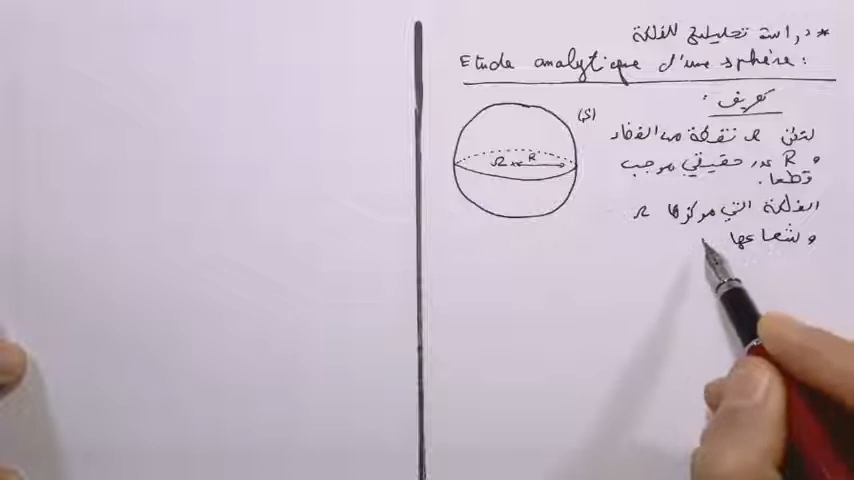 * دراسة تحليلية للفلكة
Etude analytique d'une sphère :
تعريف :
(S)
لتكن Ω نقطة من الفضاء
و R عدد حقيقي موجب
قطعا.
Ω R
الفلكة التي مركزها Ω
وشعاعها